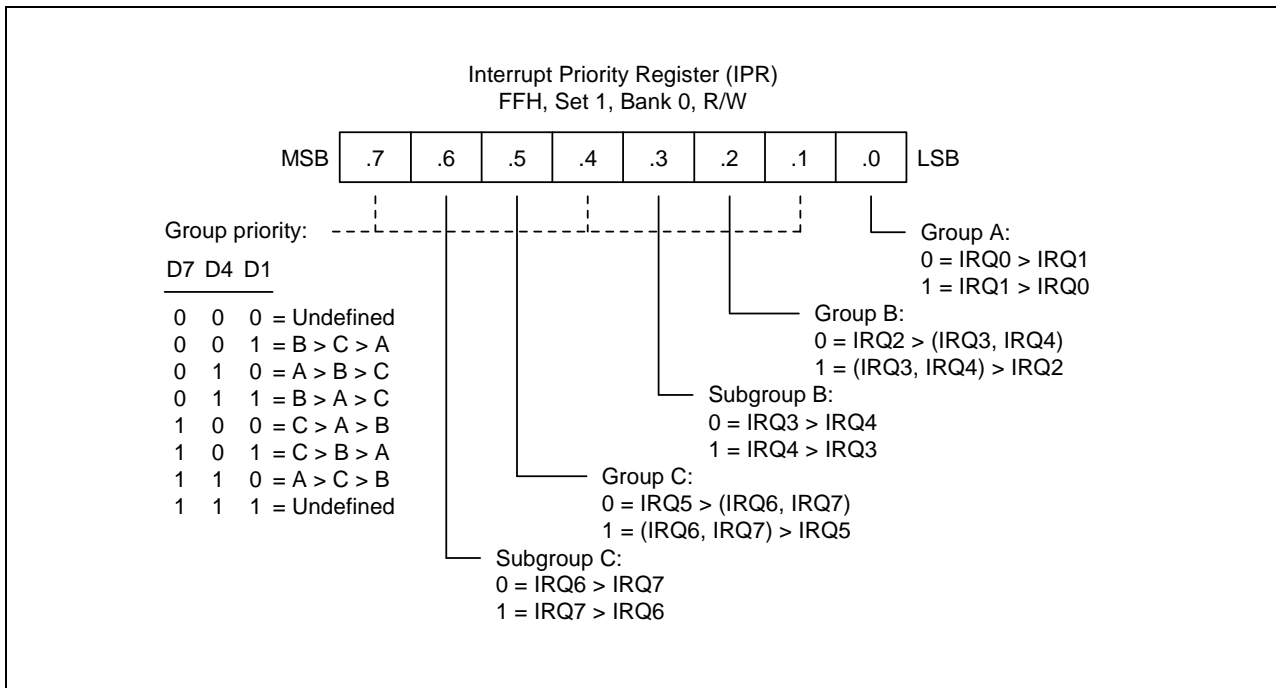 Interrupt Priority Register (IPR)
FFH, Set 1, Bank 0, R/W
MSB .7 .6 .5 .4 .3 .2 .1 .0 LSB
Group priority:
D7 D4 D1
0 0 0 = Undefined
0 0 1 = B > C > A
0 1 0 = A > B > C
0 1 1 = B > A > C
1 0 0 = C > A > B
1 0 1 = C > B > A
1 1 0 = A > C > B
1 1 1 = Undefined
Group A:
0 = IRQ0 > IRQ1
1 = IRQ1 > IRQ0
Group B:
0 = IRQ2 > (IRQ3, IRQ4)
1 = (IRQ3, IRQ4) > IRQ2
Subgroup B:
0 = IRQ3 > IRQ4
1 = IRQ4 > IRQ3
Group C:
0 = IRQ5 > (IRQ6, IRQ7)
1 = (IRQ6, IRQ7) > IRQ5
Subgroup C:
0 = IRQ6 > IRQ7
1 = IRQ7 > IRQ6